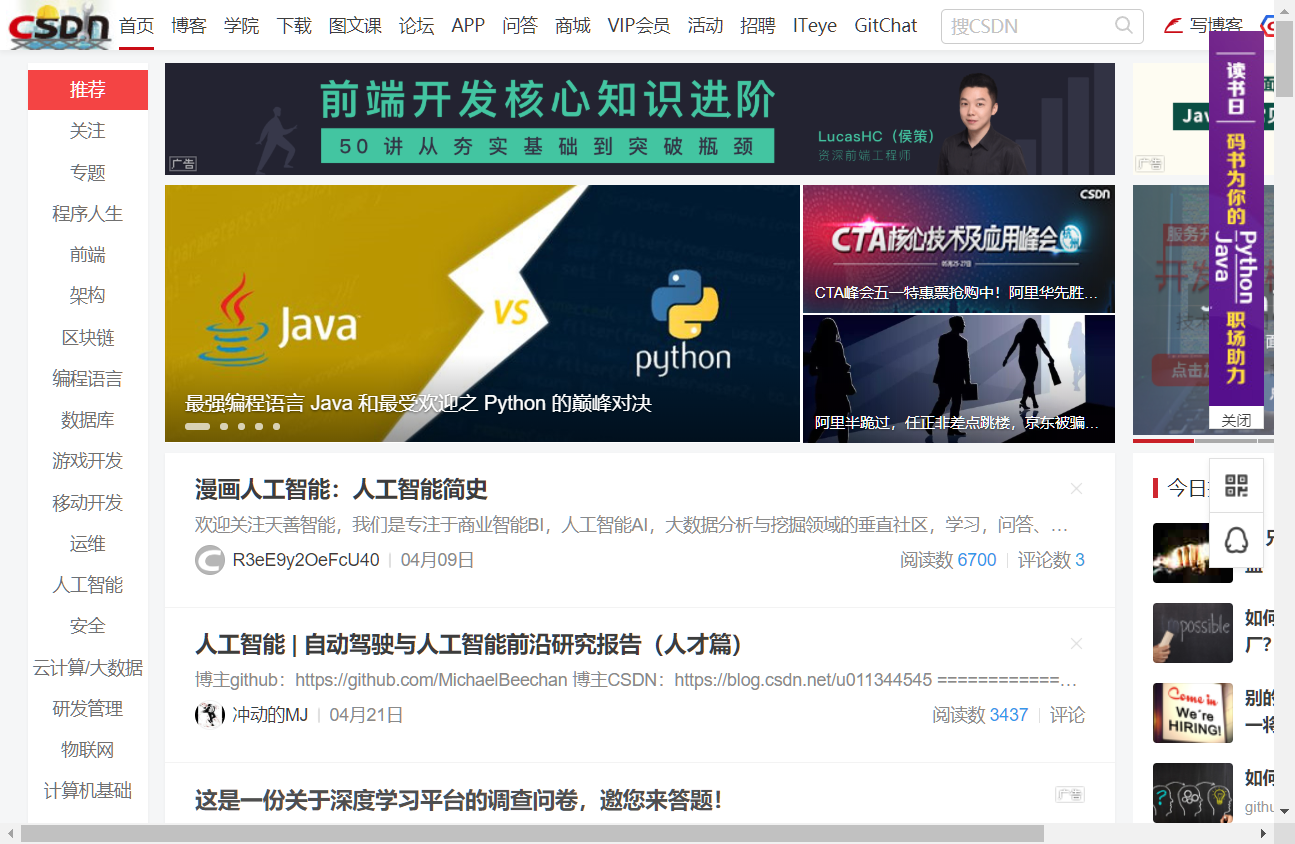 CSDN
首页 博客 学院 下载 图文课 论坛 APP 问答 商城 VIP会员 活动 招聘 ITeye GitChat
搜CSDN
写博客
推荐
关注
专题
程序人生
前端
架构
区块链
编程语言
数据库
游戏开发
移动开发
运维
人工智能
安全
云计算/大数据
研发管理
物联网
计算机基础
前端开发核心知识进阶
50讲从夯实基础到突破瓶颈
LucasHC（侯策）
资深前端工程师
广告
Java
VS
python
最强编程语言 Java 和最受欢迎之 Python 的巅峰对决
CSDN
CTA核心技术及应用峰会
CTA峰会五一特惠票抢购中！阿里华先胜…
阿里半跪过，任正非差点跳楼，京东被骗…
漫画人工智能：人工智能简史
欢迎关注天善智能，我们是专注于商业智能BI，人工智能AI，大数据分析与挖掘领域的垂直社区，学习，问答、…
R3eE9y2OeFcU40 04月09日
阅读数 6700 评论数 3
人工智能 | 自动驾驶与人工智能前沿研究报告（人才篇）
博主github：https://github.com/MichaelBeechan 博主CSDN：https://blog.csdn.net/u011344545 ============…
冲动的MJ 04月21日
阅读数 3437 评论
这是一份关于深度学习平台的调查问卷，邀您来答题！
广告
广告
读书日
码书为你的
Python
Java
职场助力
关闭
服务升
点击加
今日
如何
厂？
possible
别的
一将
Come in
We're
HIRING!
如何
githu